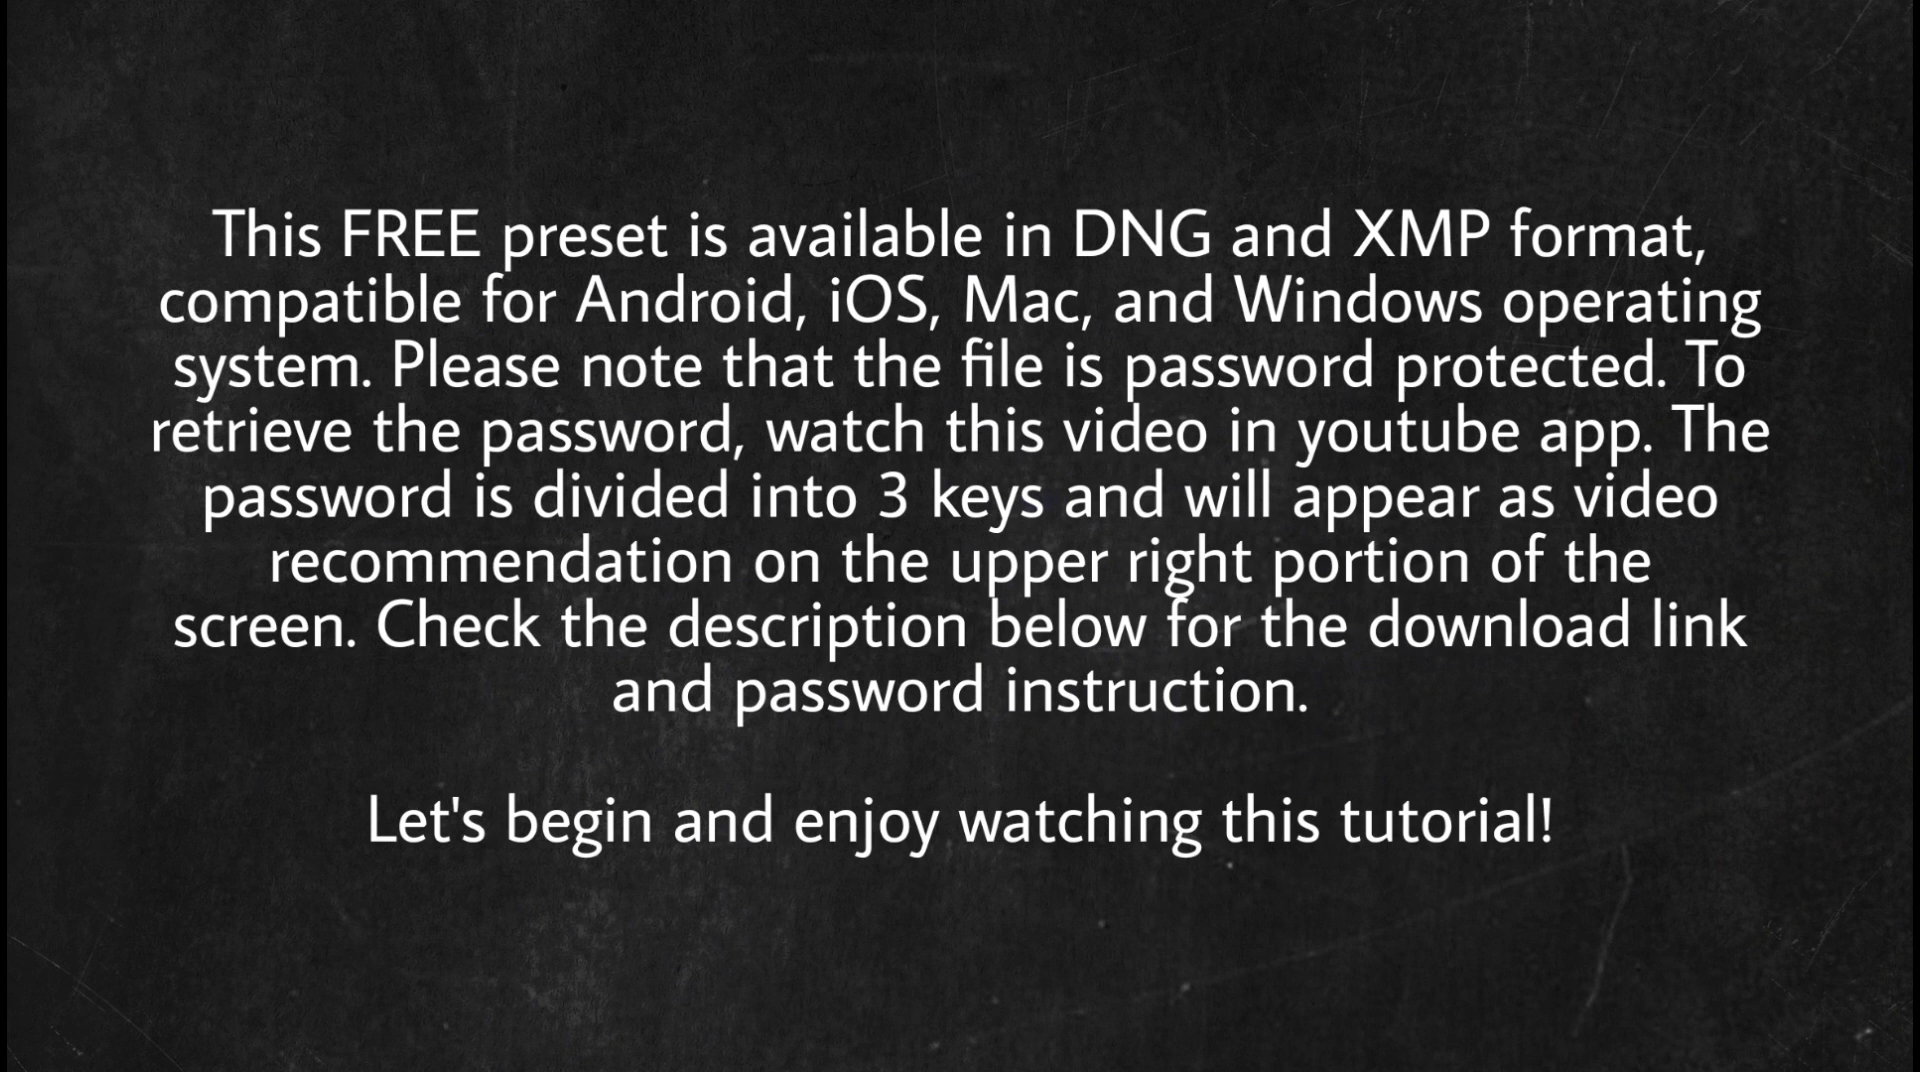 This FREE preset is available in DNG and XMP format,
compatible for Android, iOS, Mac, and Windows operating
system. Please note that the file is password protected. To
retrieve the password, watch this video in youtube app. The
password is divided into 3 keys and will appear as video
recommendation on the upper right portion of the
screen. Check the description below for the download link
and password instruction.
Let's begin and enjoy watching this tutorial!